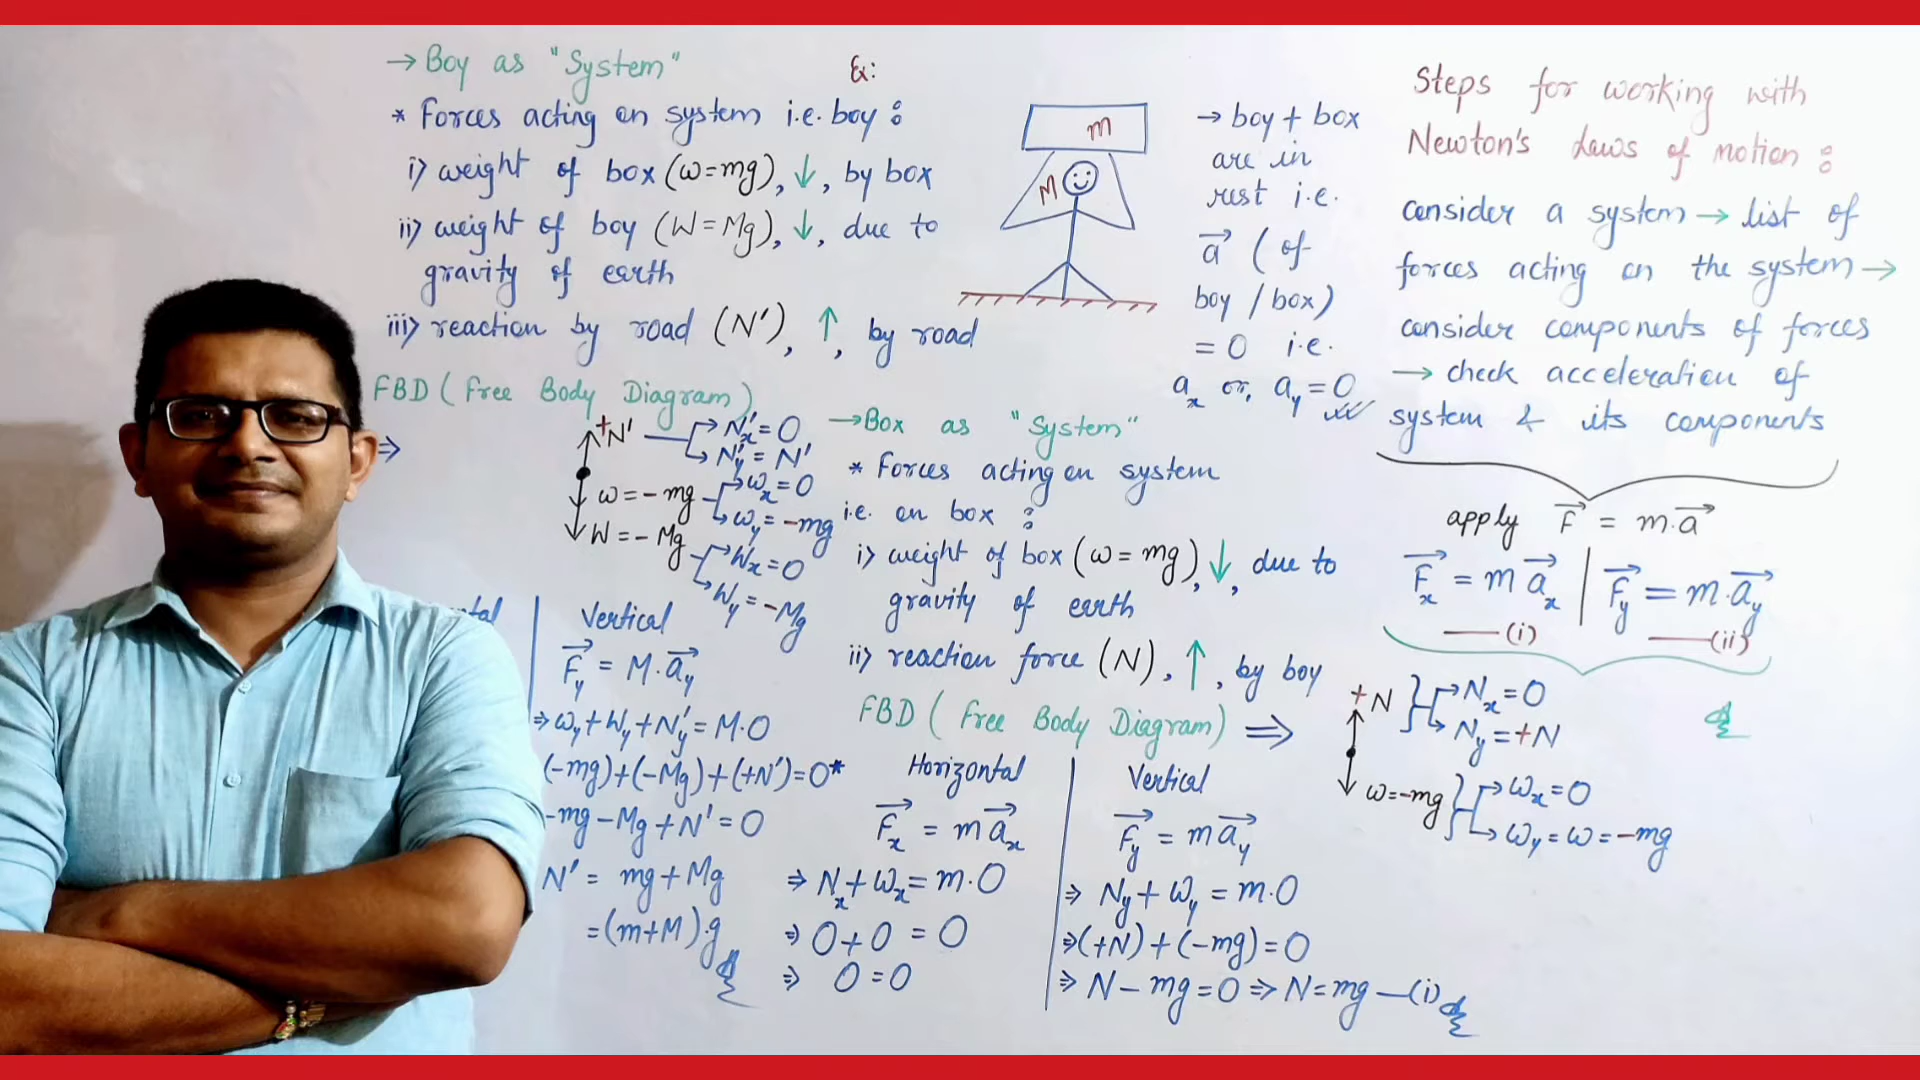 → Boy as "System"
* Forces acting on system i.e. boy :
i) weight of box (w=mg), ↓, by box
ii) weight of boy (W=Mg), ↓, due to
gravity of earth
iii) reaction by road (N'), ↑, by road
FBD ( Free Body Diagram)
⇒
+N'
N'x = 0
N'y = N'
w = -mg
wx = 0
wy = -mg
W = -Mg
Wx = 0
Wy = -Mg
ntal
Vertical
Fy = M.ay
⇒ wy + Wy + N'y = M.0
(-mg)+(-Mg)+(+N')=0*
-mg-Mg+N' = 0
N' = mg+Mg
= (m+M).g
Ex:
m
M
→ boy + box
are in
rest i.e.
a ( of
boy / box)
= 0 i.e.
ax or, ay = 0
→ Box as "System"
* Forces acting on system
i.e. on box :
i) weight of box (w = mg), ↓, due to
gravity of earth
ii) reaction force (N), ↑, by boy
FBD ( Free Body Diagram) ⇒
+N
Nx = 0
Ny = +N
w=-mg
wx = 0
wy = w = -mg
Horizontal
Fx = m ax
⇒ Nx + wx = m.0
⇒ 0+0 = 0
⇒ 0 = 0
Vertical
Fy = m ay
⇒ Ny + wy = m.0
⇒ (+N) + (-mg) = 0
⇒ N - mg = 0 ⇒ N = mg —(i)
Steps for working with
Newton's Laws of motion :
consider a system → list of
forces acting on the system →
consider components of forces
→ check acceleration of
system & its components
apply F = m.a
Fx = m ax
—(i)
Fy = m.ay
—(ii)